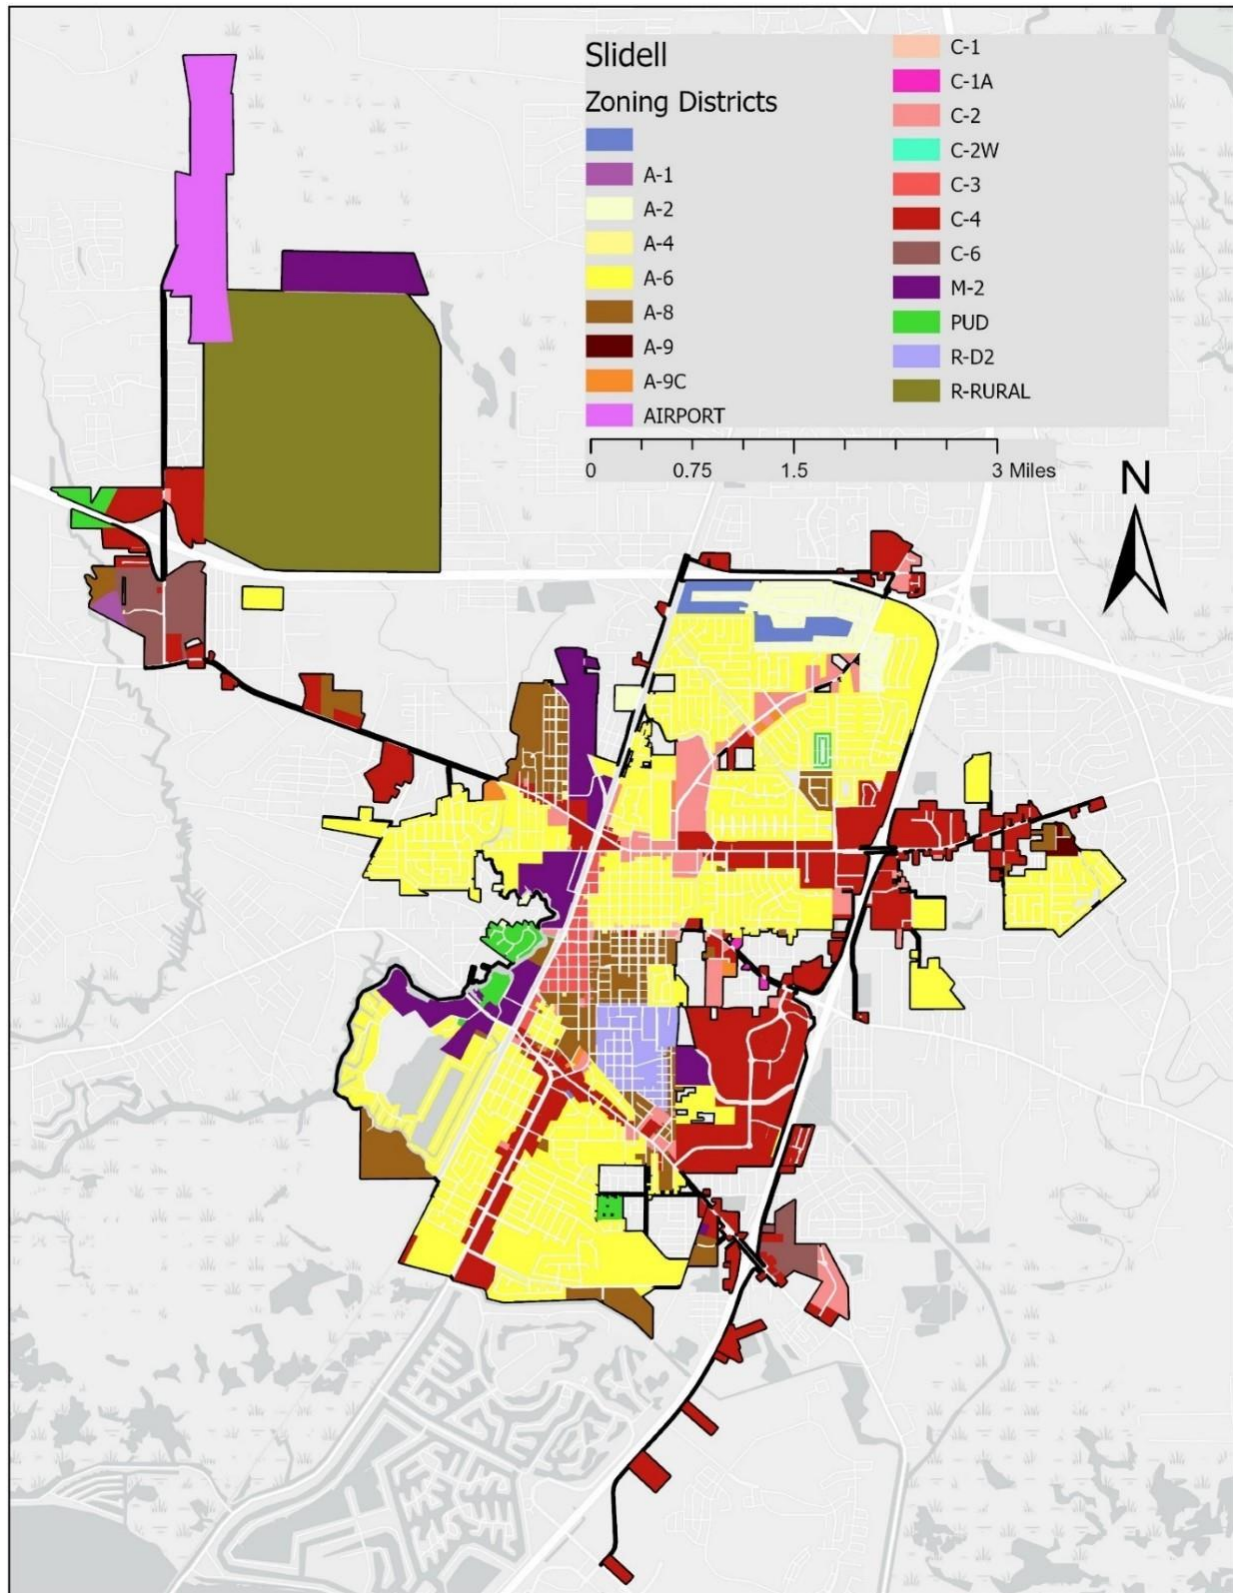 Slidell
Zoning Districts
A-1
A-2
A-4
A-6
A-8
A-9
A-9C
AIRPORT
C-1
C-1A
C-2
C-2W
C-3
C-4
C-6
M-2
PUD
R-D2
R-RURAL
0 0.75 1.5 3 Miles
N